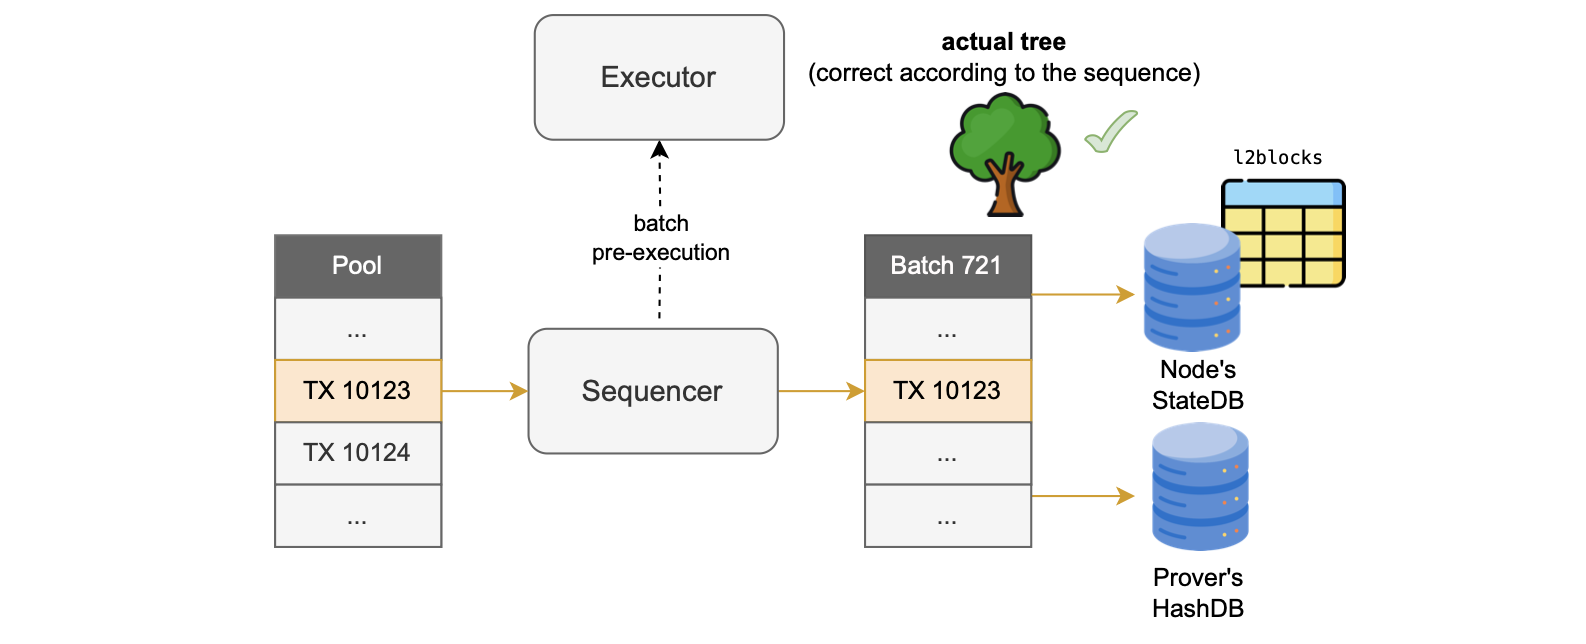 Executor
actual tree
(correct according to the sequence)
l2blocks
batch
pre-execution
Pool
...
TX 10123
TX 10124
...
Sequencer
Batch 721
...
TX 10123
...
...
Node's
StateDB
Prover's
HashDB